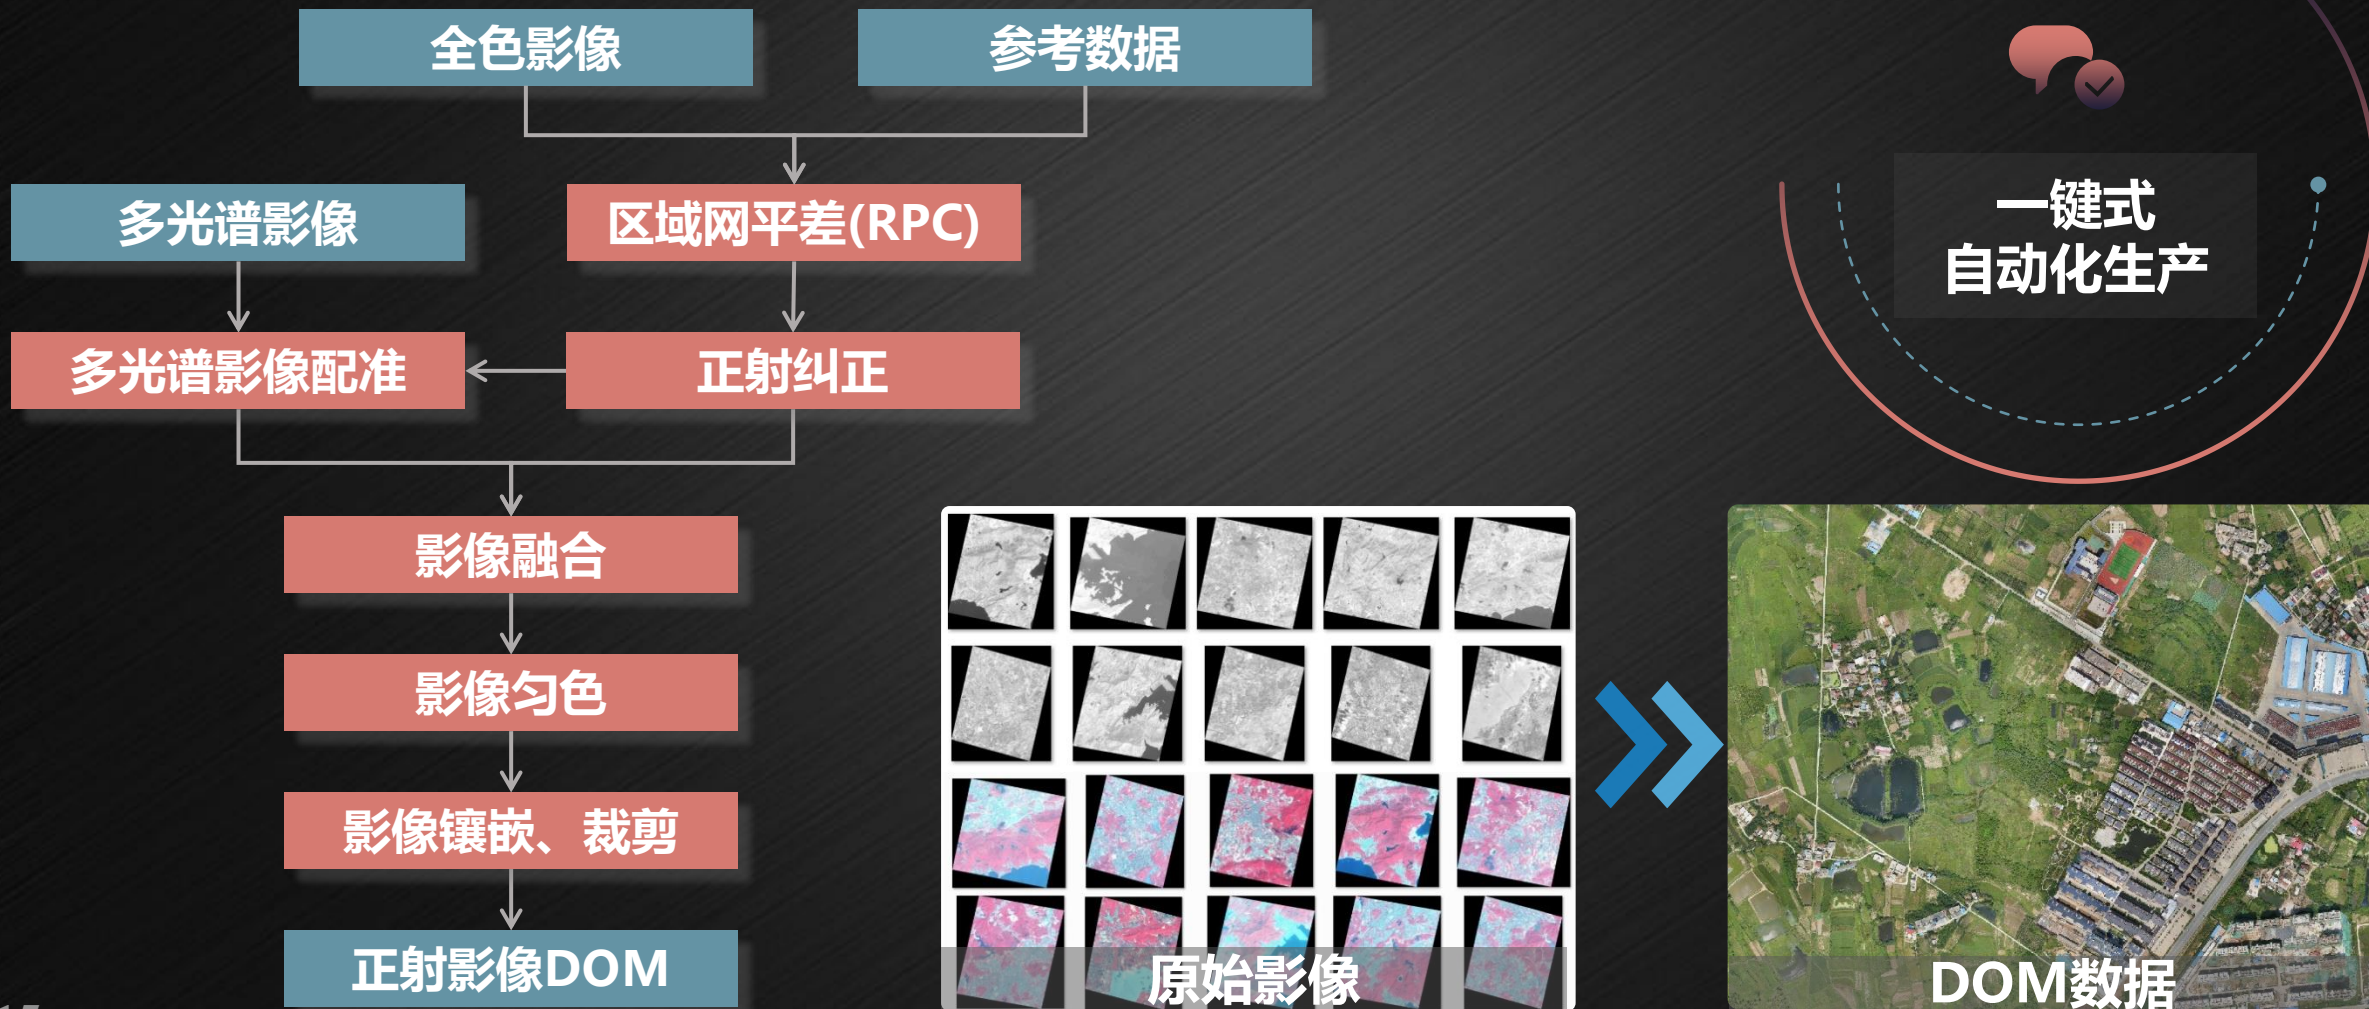 全色影像
参考数据
多光谱影像
区域网平差(RPC)
多光谱影像配准
正射纠正
影像融合
影像匀色
影像镶嵌、裁剪
正射影像DOM
一键式
自动化生产
原始影像
DOM数据